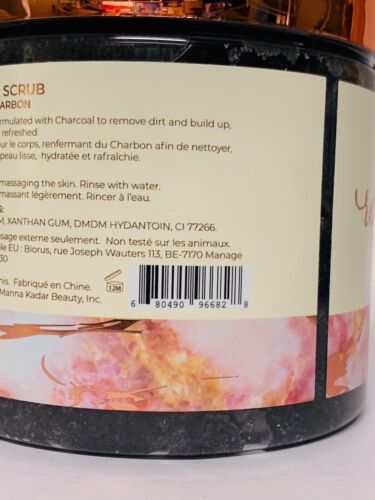 SCRUB
ARBON
rmulated with Charcoal to remove dirt and build up,
refreshed.
ur le corps, renfermant du Charbon afin de nettoyer,
peau lisse, hydratée et rafraîchie.
massaging the skin. Rinse with water.
massant légèrement. Rincer à l'eau.
S:
M, XANTHAN GUM, DMDM HYDANTOIN, CI 77266.
sage externe seulement. Non testé sur les animaux.
le EU : Biorus, rue Joseph Wauters 113, BE-7170 Manage
30
nis. Fabriqué en Chine.
Manna Kadar Beauty, Inc.
12M
6 80490 96682 8